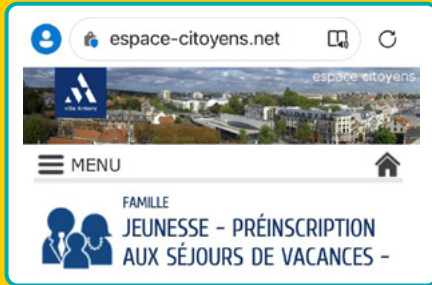 espace-citoyens.net
espace citoyens
ville Antony
MENU
FAMILLE
JEUNESSE - PRÉINSCRIPTION
AUX SÉJOURS DE VACANCES -